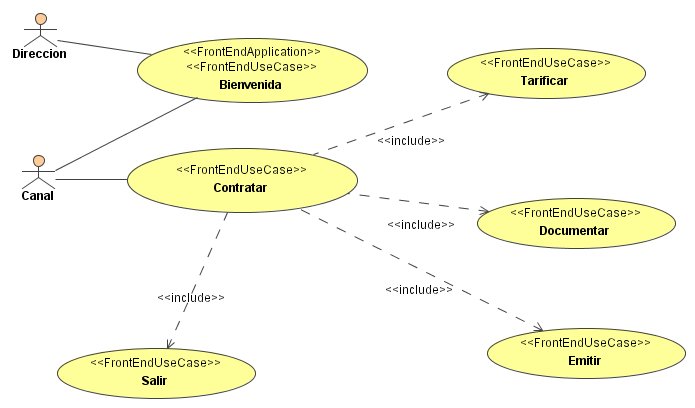 Direccion
<<FrontEndApplication>>
<<FrontEndUseCase>>
Bienvenida
<<FrontEndUseCase>>
Tarificar
<<include>>
Canal
<<FrontEndUseCase>>
Contratar
<<include>>
<<FrontEndUseCase>>
Documentar
<<include>>
<<include>>
<<FrontEndUseCase>>
Salir
<<FrontEndUseCase>>
Emitir